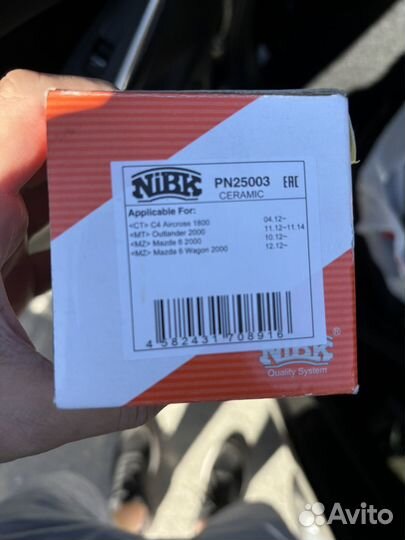 NiBK PN25003 EAC
CERAMIC
Applicable For:
<CT> C4 Aircross 1600 04.12~
<MT> Outlander 2000 11.12~11.14
<MZ> Mazda 6 2000 10.12~
<MZ> Mazda 6 Wagon 2000 12.12~
4 582431 708916
NiBK ®
Quality System
Avito